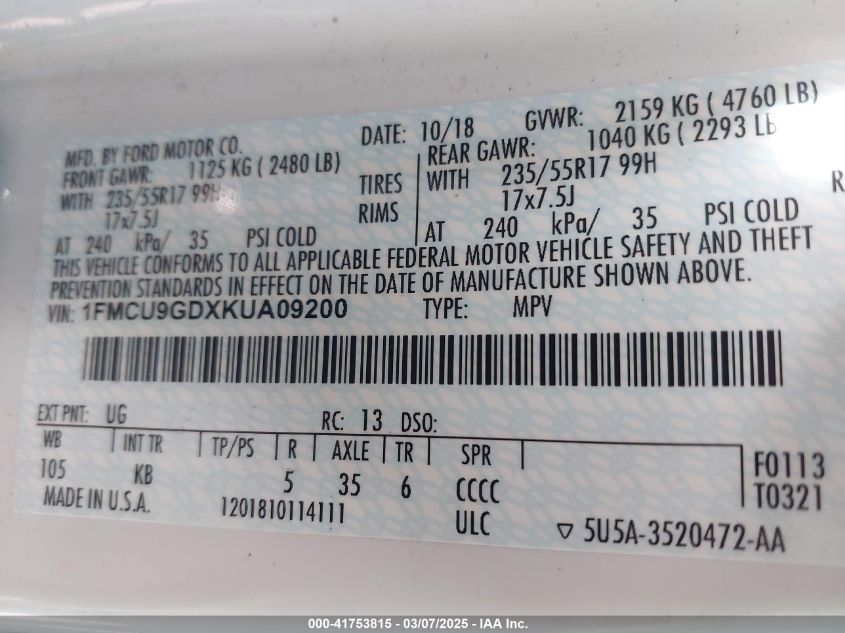 MFD. BY FORD MOTOR CO.
DATE: 10/18 GVWR: 2159 KG ( 4760 LB)
FRONT GAWR: 1125 KG ( 2480 LB)
REAR GAWR: 1040 KG ( 2293 LB
WITH 235/55R17 99H TIRES WITH 235/55R17 99H
17x7.5J RIMS 17x7.5J R
AT 240 kPa/ 35 PSI COLD AT 240 kPa/ 35 PSI COLD
THIS VEHICLE CONFORMS TO ALL APPLICABLE FEDERAL MOTOR VEHICLE SAFETY AND THEFT
PREVENTION STANDARDS IN EFFECT ON THE DATE OF MANUFACTURE SHOWN ABOVE.
VIN: 1FMCU9GDXKUA09200 TYPE: MPV
EXT PNT: UG RC: 13 DSO:
WB INT TR TP/PS R AXLE TR SPR
105 KB 5 35 6 CCCC
F0113
T0321
MADE IN U.S.A. 1201810114111 ULC ▽ 5U5A-3520472-AA
000-41753815 - 03/07/2025 - IAA Inc.